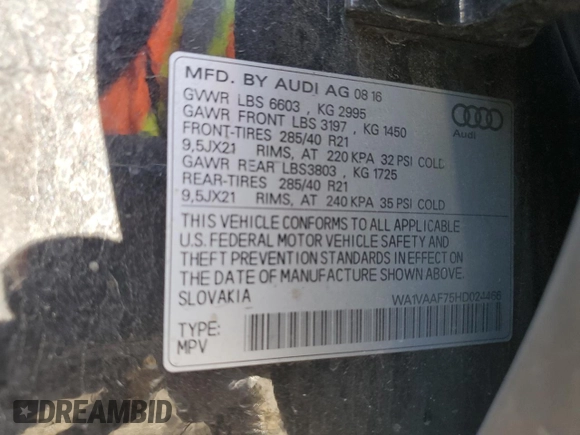 MFD. BY AUDI AG 08 16
GVWR LBS 6603 , KG 2995
GAWR FRONT LBS 3197 , KG 1450
FRONT-TIRES 285/40 R21
9,5JX21 RIMS, AT 220 KPA 32 PSI COLD
GAWR REAR LBS3803 , KG 1725
REAR-TIRES 285/40 R21
9,5JX21 RIMS, AT 240 KPA 35 PSI COLD
Audi
THIS VEHICLE CONFORMS TO ALL APPLICABLE
U.S. FEDERAL MOTOR VEHICLE SAFETY AND
THEFT PREVENTION STANDARDS IN EFFECT ON
THE DATE OF MANUFACTURE SHOWN ABOVE.
SLOVAKIA WA1VAAF75HD024466
TYPE:
MPV
DREAMBID